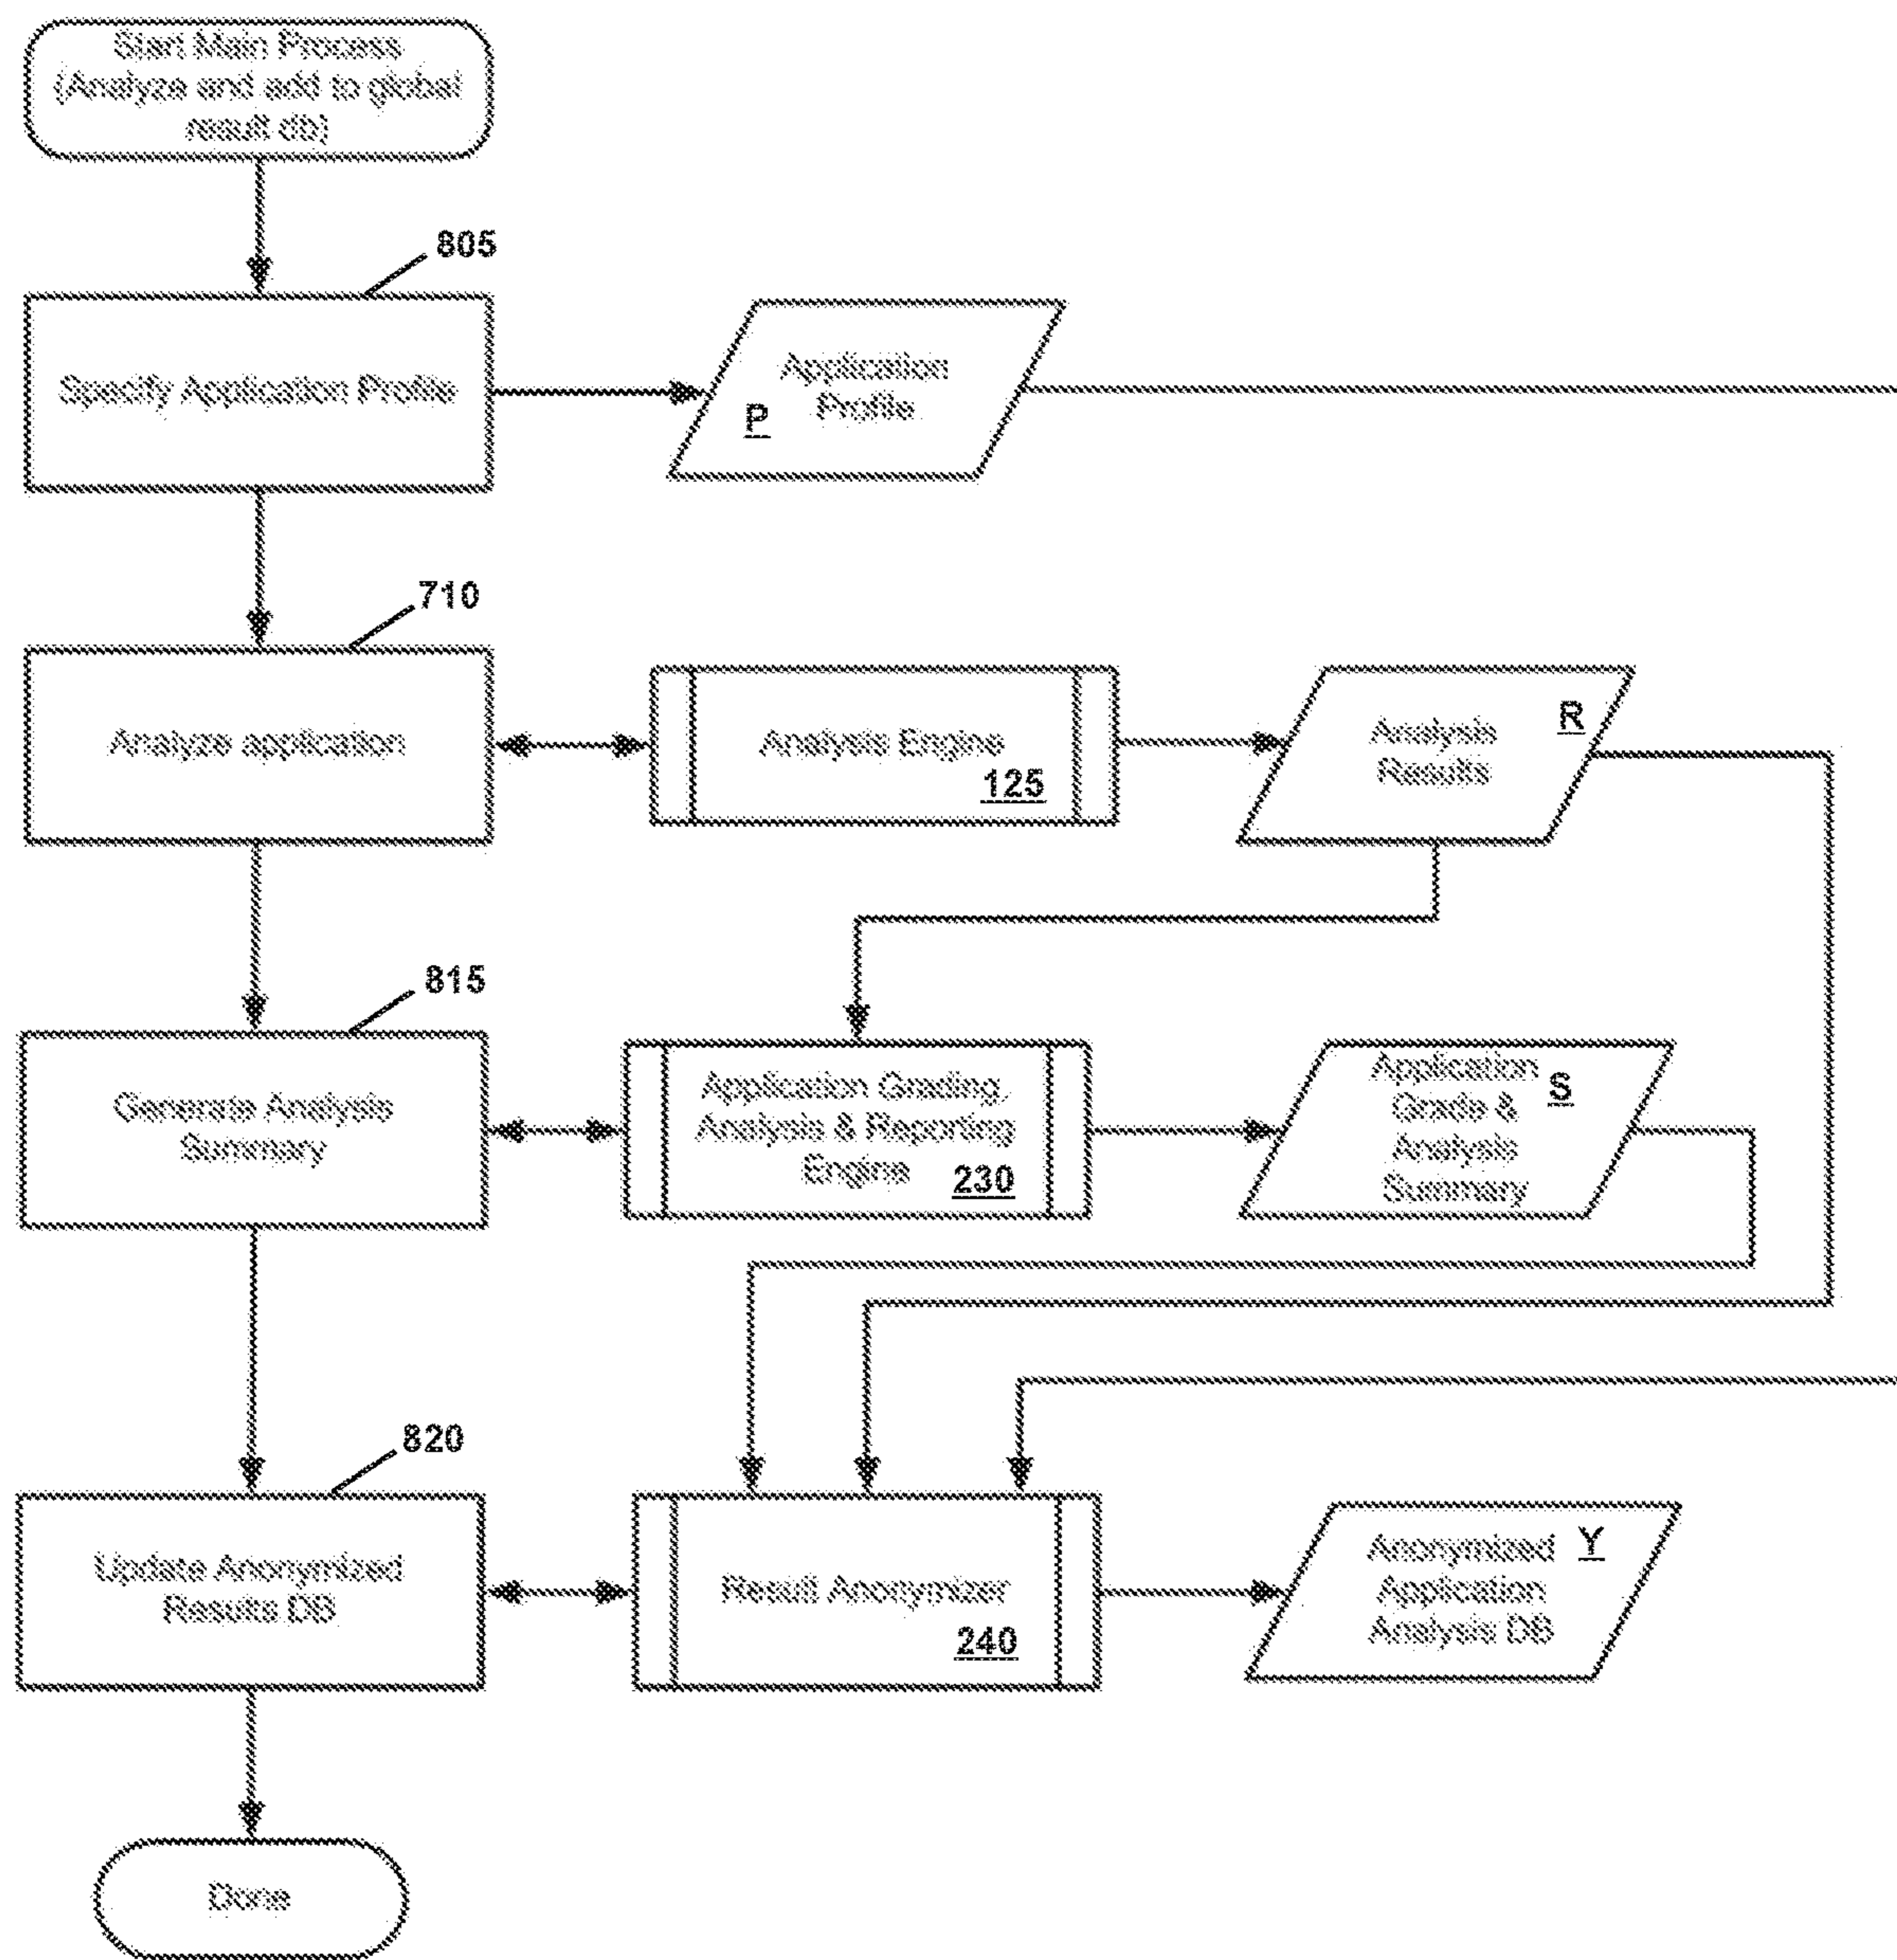 Start Main Process
(Analyze and add to global
result db)
805
Specify Application Profile
Application
Profile
P
710
Analyze application
Analysis Engine
125
Analysis
Results
R
815
Generate Analysis
Summary
Application Grading,
Analysis & Reporting
Engine
230
Application
Grade &
Analysis
Summary
S
820
Update Anonymized
Results DB
Result Anonymizer
240
Anonymized
Application
Analysis DB
Y
Done